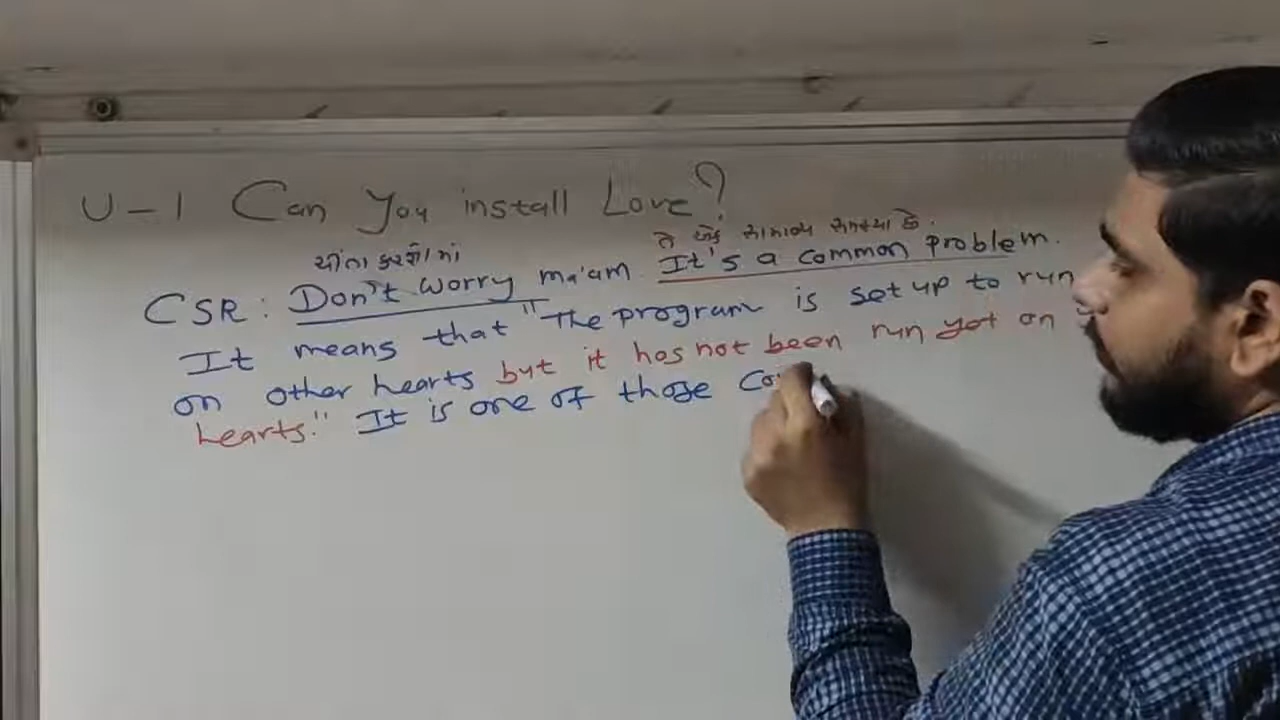 U-1 Can You install Love?
ચીંતા કરશો માં તે એક સામાન્ય સમસ્યા છે.
CSR: Don't worry ma'am. It's a common problem.
It means that "The program is set up to run
on other hearts but it has not been run yet on
hearts." It is one of those